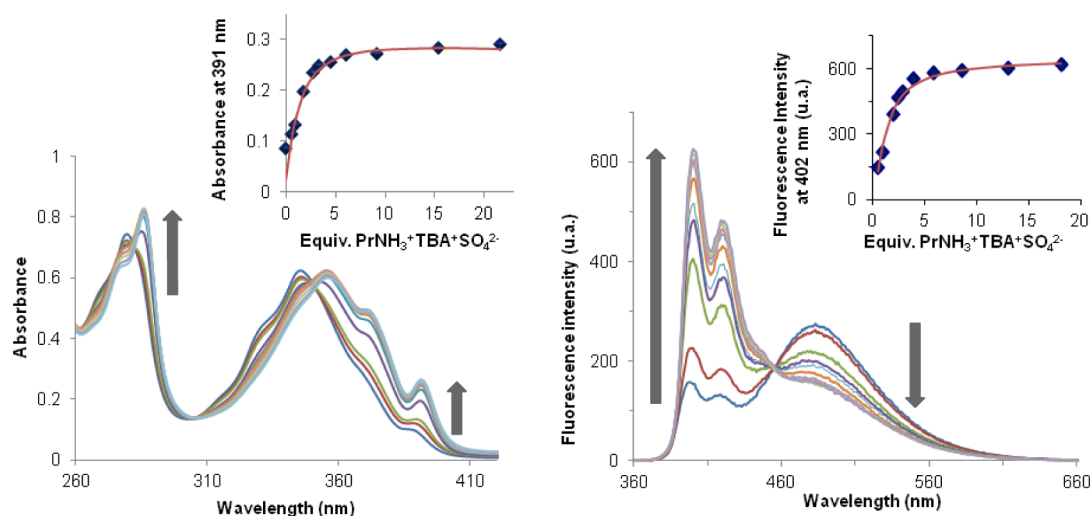 0.3
0.2
0.1
0
0 5 10 15 20
Absorbance at 391 nm
Equiv. PrNH₃⁺TBA⁺SO₄²⁻
1
0.8
0.6
0.4
0.2
0
260 310 360 410
Absorbance
Wavelength (nm)
600
300
0
0 5 10 15 20
Fluorescence Intensity
at 402 nm (u.a.)
Equiv. PrNH₃⁺TBA⁺SO₄²⁻
600
400
200
0
360 460 560 660
Fluorescence intensity (u.a.)
Wavelength (nm)